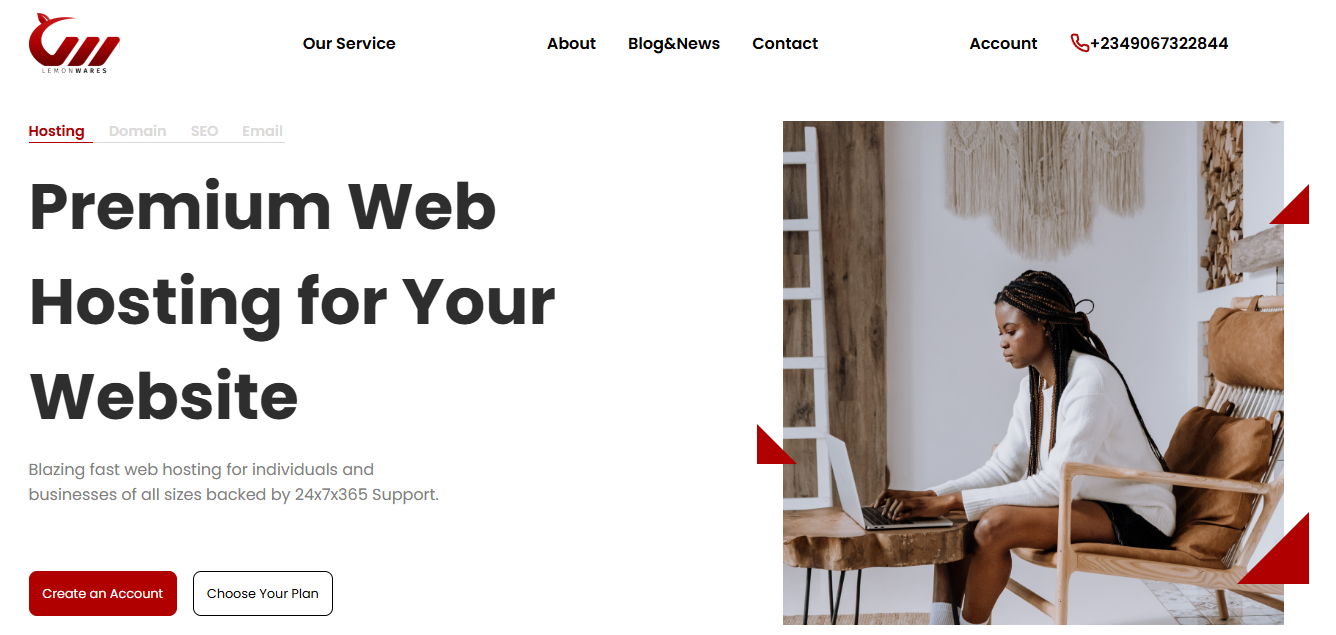 LEMONWARES
Our Service
About
Blog&News
Contact
Account
+2349067322844
Hosting
Domain
SEO
Email
Premium Web
Hosting for Your
Website
Blazing fast web hosting for individuals and
businesses of all sizes backed by 24x7x365 Support.
Create an Account
Choose Your Plan